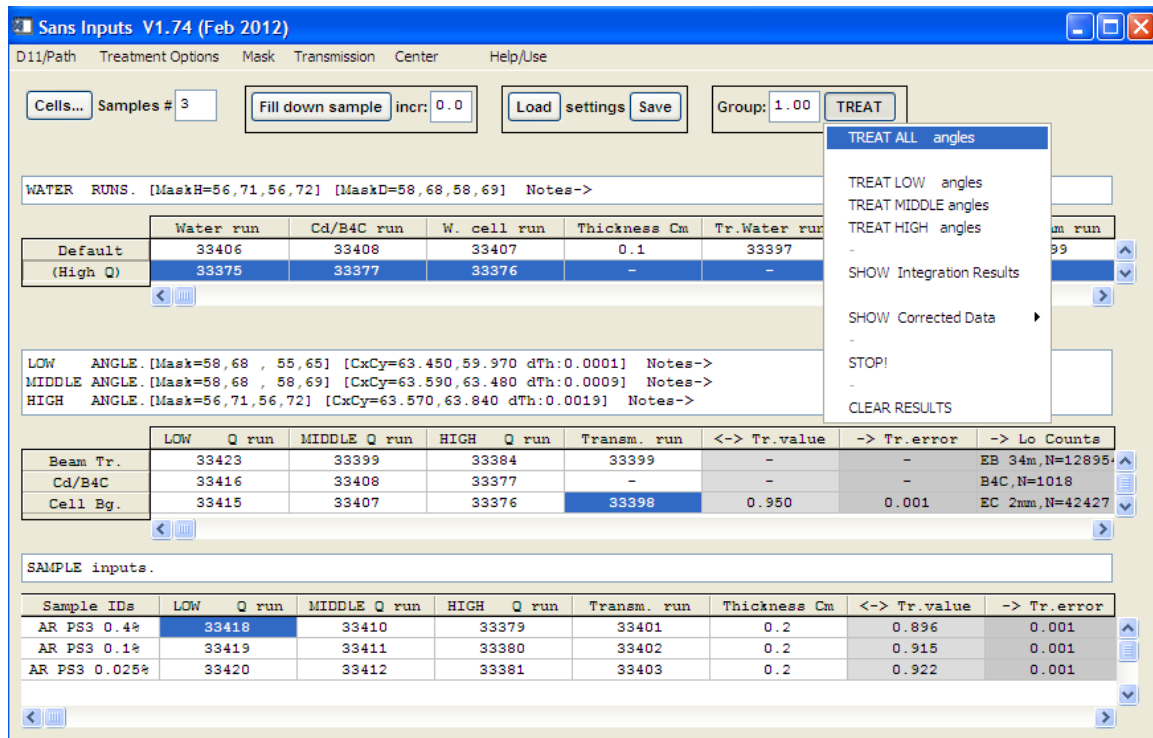 Sans Inputs V1.74 (Feb 2012)
D11/Path Treatment Options Mask Transmission Center Help/Use
Cells... Samples # 3 Fill down sample incr: 0.0 Load settings Save Group: 1.00 TREAT
TREAT ALL angles
TREAT LOW angles
TREAT MIDDLE angles
TREAT HIGH angles
-
SHOW Integration Results
SHOW Corrected Data
-
STOP!
-
CLEAR RESULTS
WATER RUNS. [MaskH=56,71,56,72] [MaskD=58,68,58,69] Notes->
Water run Cd/B4C run W. cell run Thickness Cm Tr.Water run run
Default 33406 33408 33407 0.1 33397
(High Q) 33375 33377 33376 - -
LOW ANGLE.[Mask=58,68 , 55,65] [CxCy=63.450,59.970 dTh:0.0001] Notes->
MIDDLE ANGLE.[Mask=58,68 , 58,69] [CxCy=63.590,63.480 dTh:0.0009] Notes->
HIGH ANGLE.[Mask=56,71,56,72] [CxCy=63.570,63.840 dTh:0.0019] Notes->
LOW Q run MIDDLE Q run HIGH Q run Transm. run <-> Tr.value -> Tr.error -> Lo Counts
Beam Tr. 33423 33399 33384 33399 - - EB 34m,N=128954
Cd/B4C 33416 33408 33377 - - - B4C,N=1018
Cell Bg. 33415 33407 33376 33398 0.950 0.001 EC 2mm,N=42427
SAMPLE inputs.
Sample IDs LOW Q run MIDDLE Q run HIGH Q run Transm. run Thickness Cm <-> Tr.value -> Tr.error
AR PS3 0.4% 33418 33410 33379 33401 0.2 0.896 0.001
AR PS3 0.1% 33419 33411 33380 33402 0.2 0.915 0.001
AR PS3 0.025% 33420 33412 33381 33403 0.2 0.922 0.001